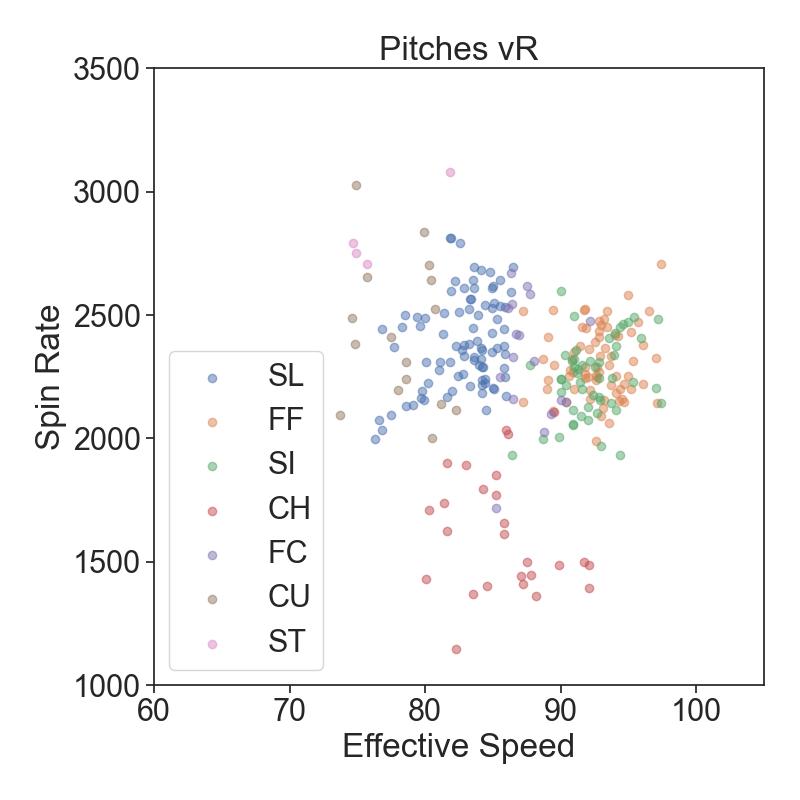 Pitches vR
3500
3000
2500
2000
1500
1000
Spin Rate
SL
FF
SI
CH
FC
CU
ST
60 70 80 90 100
Effective Speed